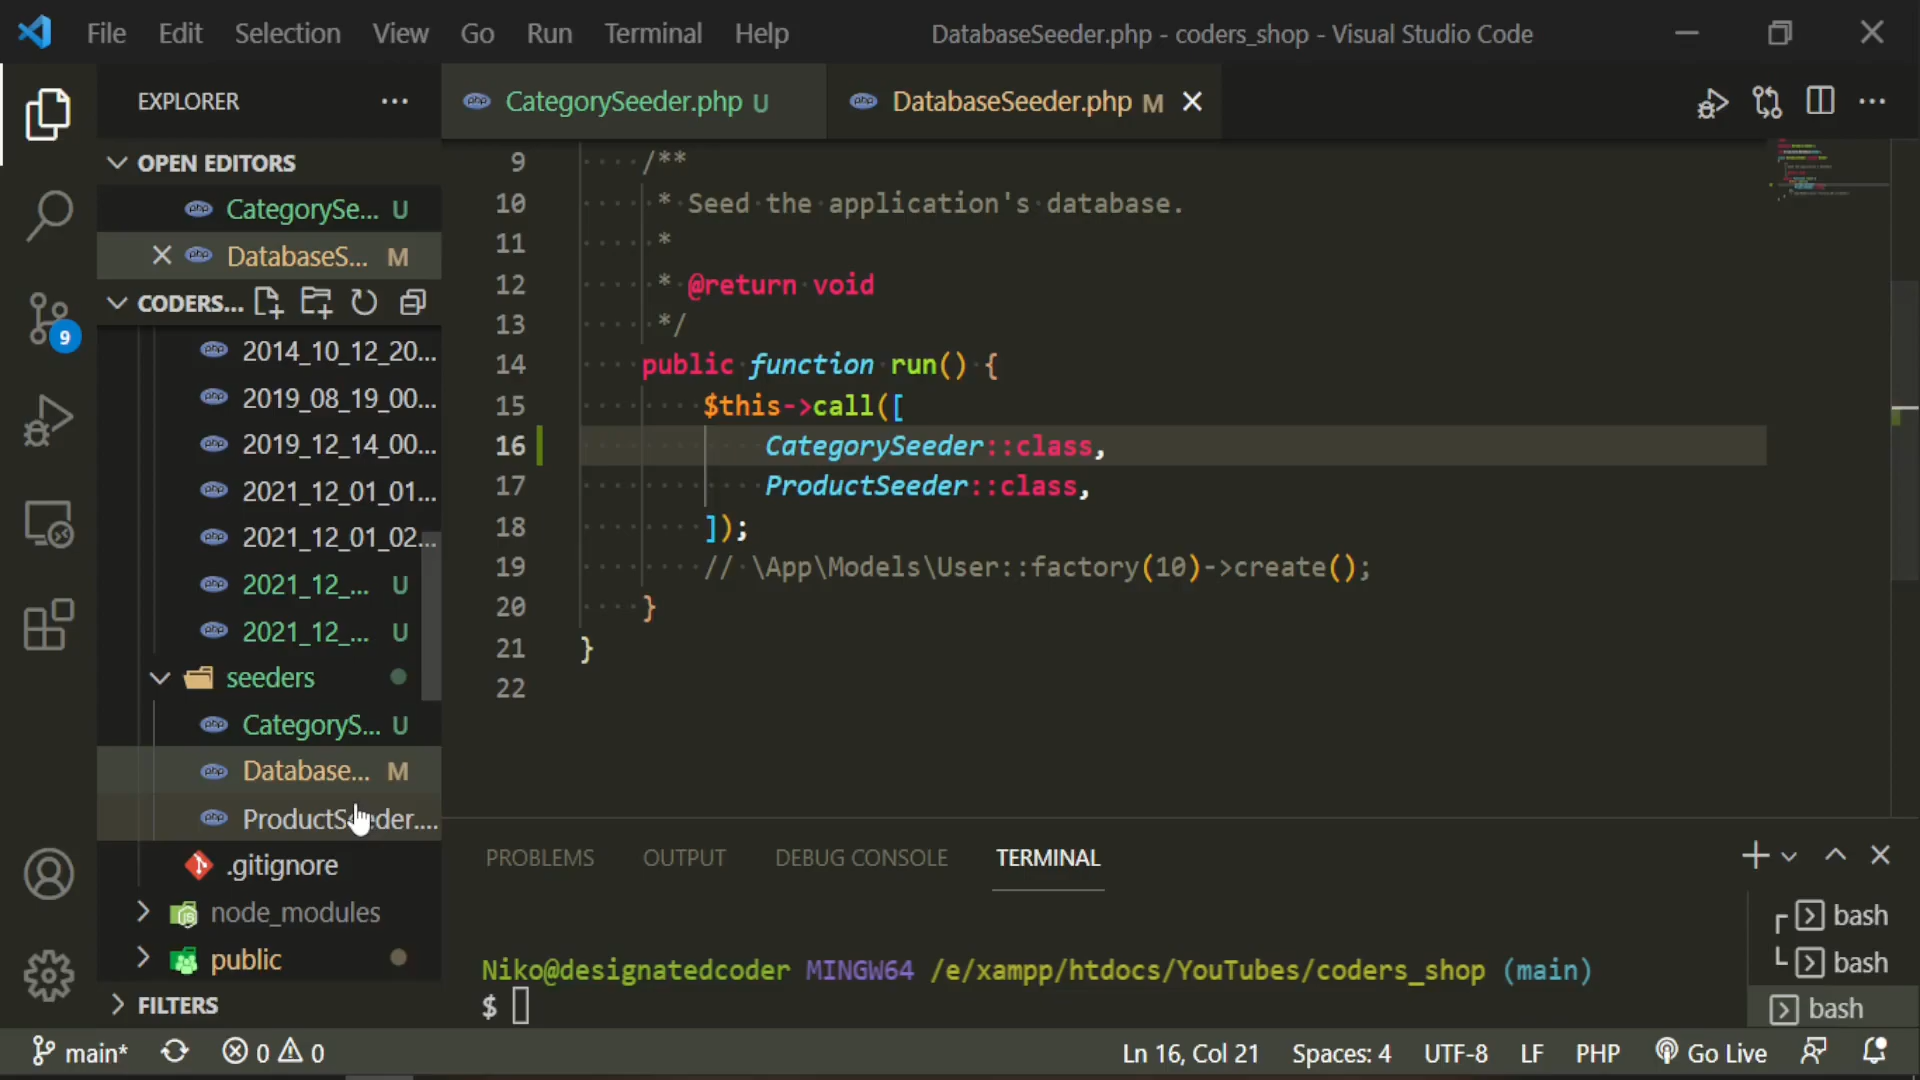 File Edit Selection View Go Run Terminal Help DatabaseSeeder.php - coders_shop - Visual Studio Code
EXPLORER
CategorySeeder.php U
DatabaseSeeder.php M
OPEN EDITORS
CategorySe... U
DatabaseS... M
CODERS...
9
2014_10_12_20...
2019_08_19_00...
2019_12_14_00...
2021_12_01_01...
2021_12_01_02...
2021_12_... U
2021_12_... U
seeders
CategoryS... U
Database... M
ProductSeeder....
.gitignore
node_modules
public
FILTERS
9 /**
10 * Seed the application's database.
11 *
12 * @return void
13 */
14 public function run() {
15 $this->call([
16 CategorySeeder::class,
17 ProductSeeder::class,
18 ]);
19 // \App\Models\User::factory(10)->create();
20 }
21 }
22
PROBLEMS OUTPUT DEBUG CONSOLE TERMINAL
Niko@designatedcoder MINGW64 /e/xampp/htdocs/YouTubes/coders_shop (main)
$
bash
bash
bash
main* 0 0 Ln 16, Col 21 Spaces: 4 UTF-8 LF PHP Go Live